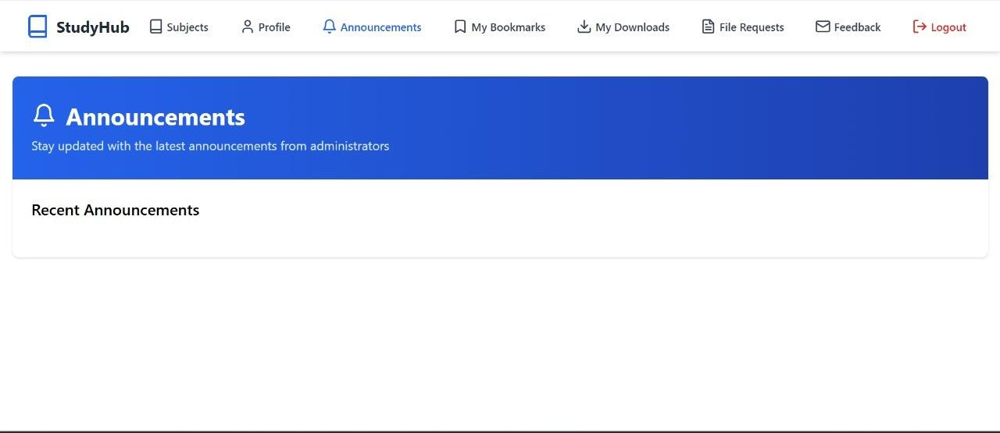 StudyHub Subjects Profile Announcements My Bookmarks My Downloads File Requests Feedback Logout
Announcements
Stay updated with the latest announcements from administrators
Recent Announcements